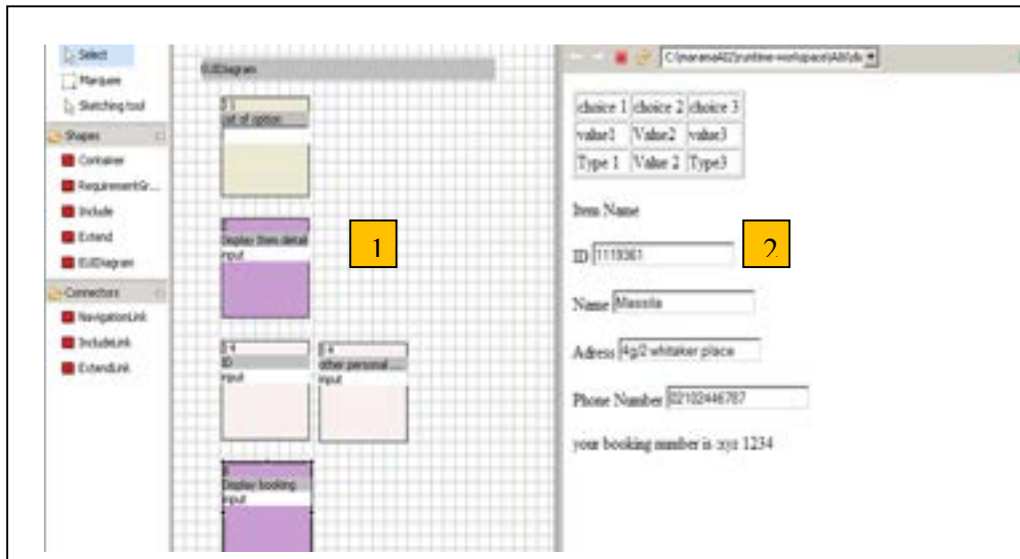 Select
Marquee
Sketching tool
Shapes
Container
RequirementGr...
Include
Extend
EUIDiagram
Connectors
NavigationLink
IncludeLink
ExtendLink
EUIDiagram
list of option
Display Item detail
input
ID
input
other personal ...
input
Display booking
input
1
choice 1 choice 2 choice 3
value1 Value2 value3
Type 1 Value 2 Type3
Item Name
ID 1119361
2
Name Massila
Adress 4g/2 whitaker place
Phone Number 02102446787
your booking number is xyz 1234